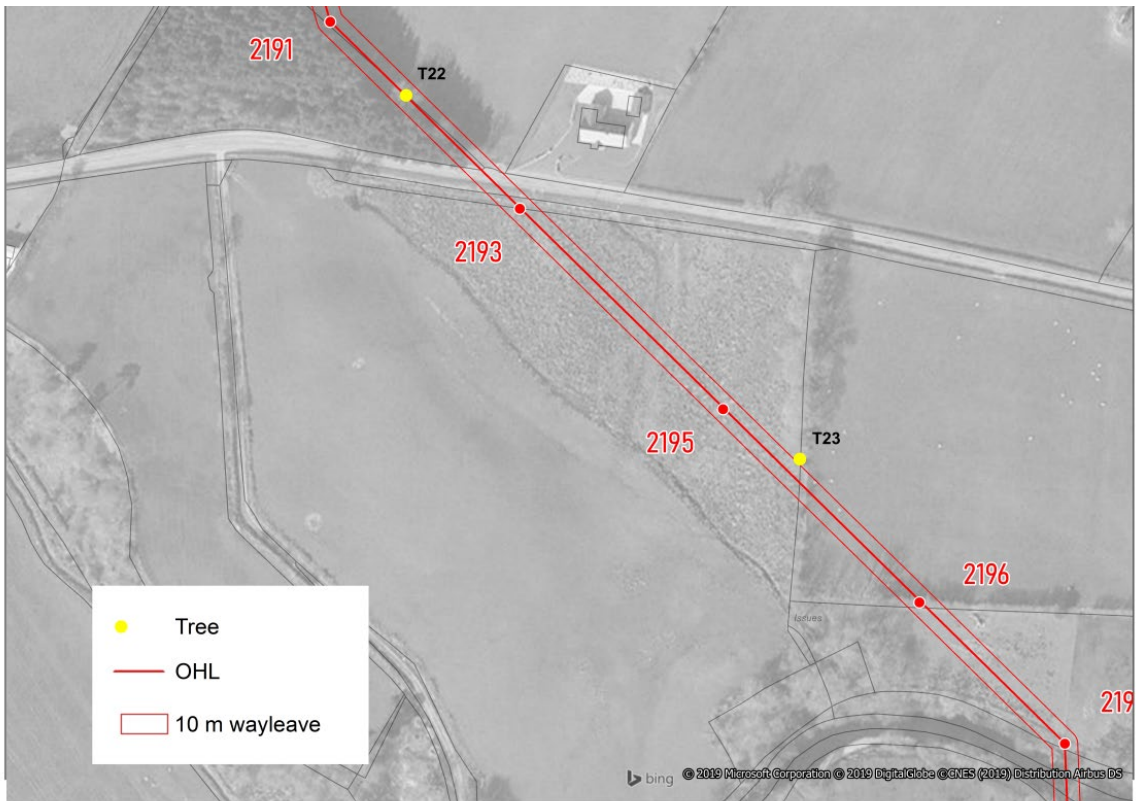 2191
T22
2193
2195
T23
2196
Issues
219
Tree
OHL
10 m wayleave
bing © 2019 Microsoft Corporation © 2019 DigitalGlobe © CNES (2019) Distribution Airbus DS